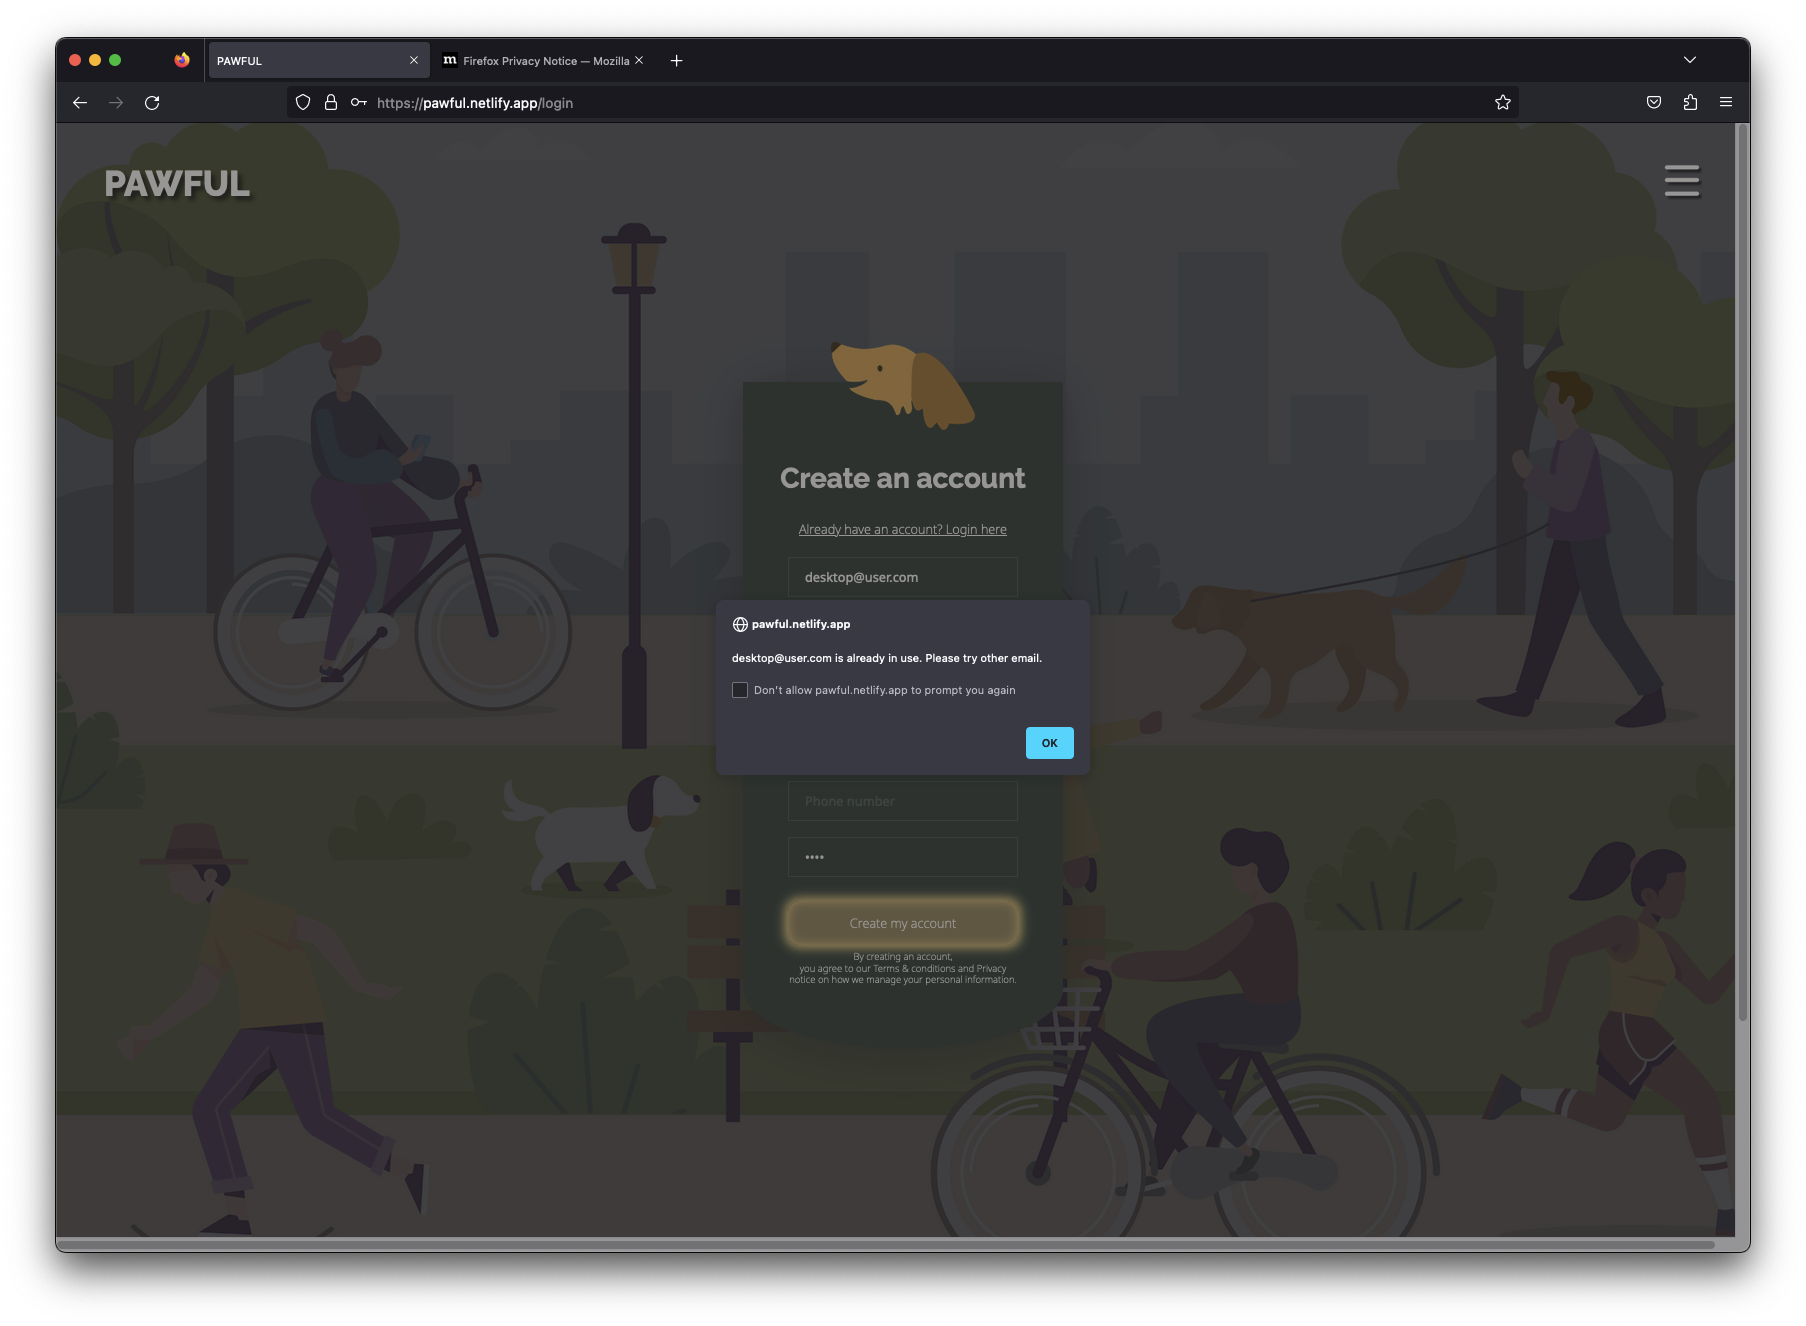 PAWFUL
Firefox Privacy Notice — Mozilla
https://pawful.netlify.app/login
PAWFUL
Create an account
Already have an account? Login here
desktop@user.com
pawful.netlify.app
desktop@user.com is already in use. Please try other email.
Don't allow pawful.netlify.app to prompt you again
OK
Phone number
••••
Create my account
By creating an account,
you agree to our Terms & conditions and Privacy
notice on how we manage your personal information.